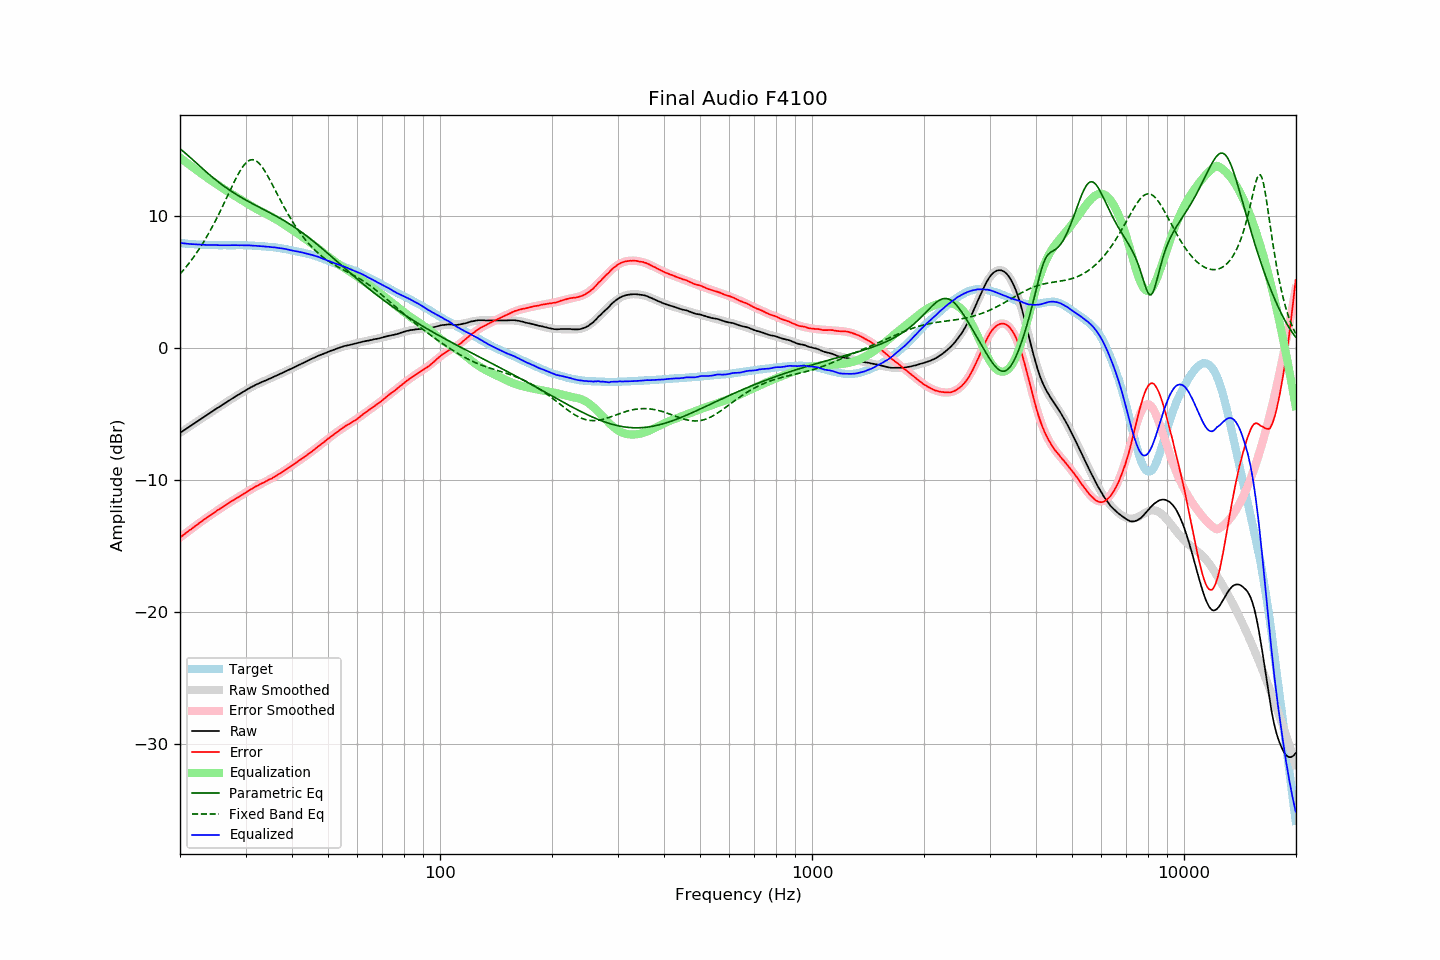 Final Audio F4100
Amplitude (dBr)
10
0
−10
−20
−30
Target
Raw Smoothed
Error Smoothed
Raw
Error
Equalization
Parametric Eq
Fixed Band Eq
Equalized
100
1000
10000
Frequency (Hz)